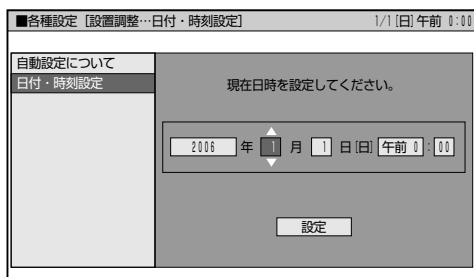 ■各種設定［設置調整…日付・時刻設定］ 1/1[日]午前 0:00
自動設定について
日付・時刻設定
現在日時を設定してください。
2006 年 1 月 1 日[日] 午前 0 : 00
設定